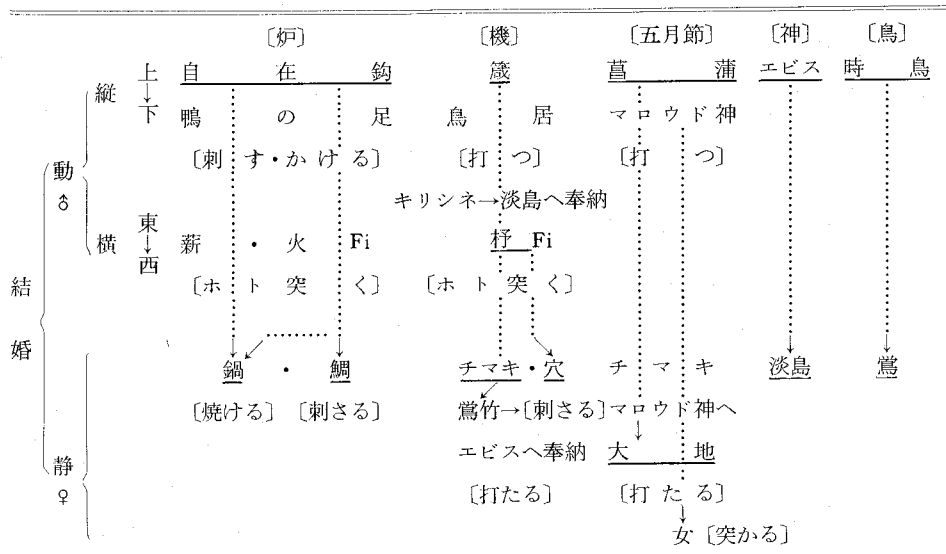 〔炉〕 〔機〕 〔五月節〕 〔神〕 〔鳥〕
上→下 自在鈎 筬 菖蒲 エビス 時鳥
縦 鴨の足 鳥居 マロウド神
〔刺す・かける〕 〔打つ〕 〔打つ〕
動♂
キリシネ→淡島へ奉納
横 東→西 薪・火 Fi 杼 Fi
〔ホト突く〕 〔ホト突く〕
結婚
鍋・鯛 チマキ・穴 チマキ 淡島 鶯
〔焼ける〕〔刺さる〕 鶯竹→〔刺さる〕 マロウド神へ
エビスへ奉納 大地
静♀
〔打たる〕 〔打たる〕
女〔突かる〕